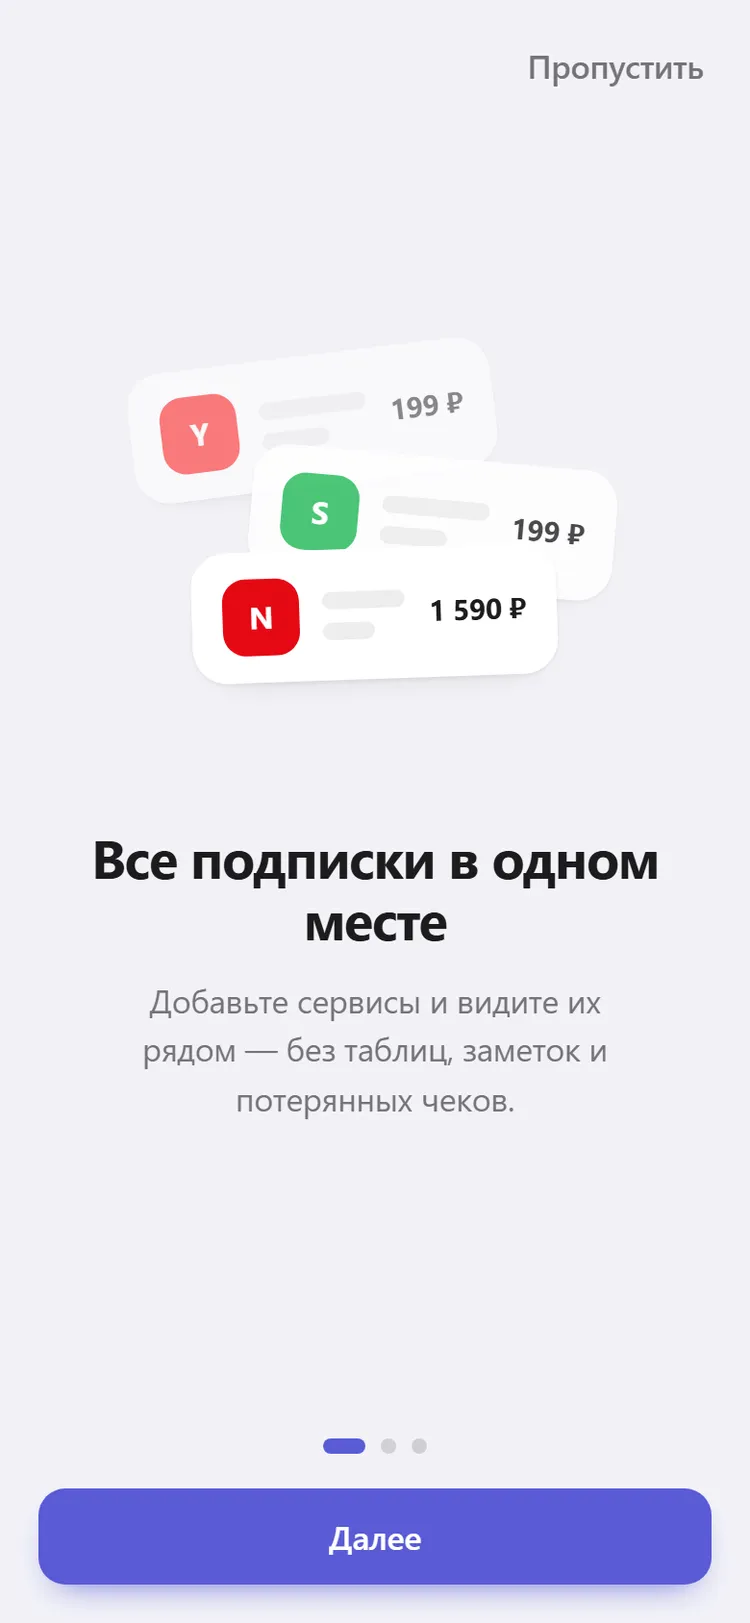 Пропустить
Y
199 ₽
S
199 ₽
N
1 590 ₽
Все подписки в одном
месте
Добавьте сервисы и видите их
рядом — без таблиц, заметок и
потерянных чеков.
Далее